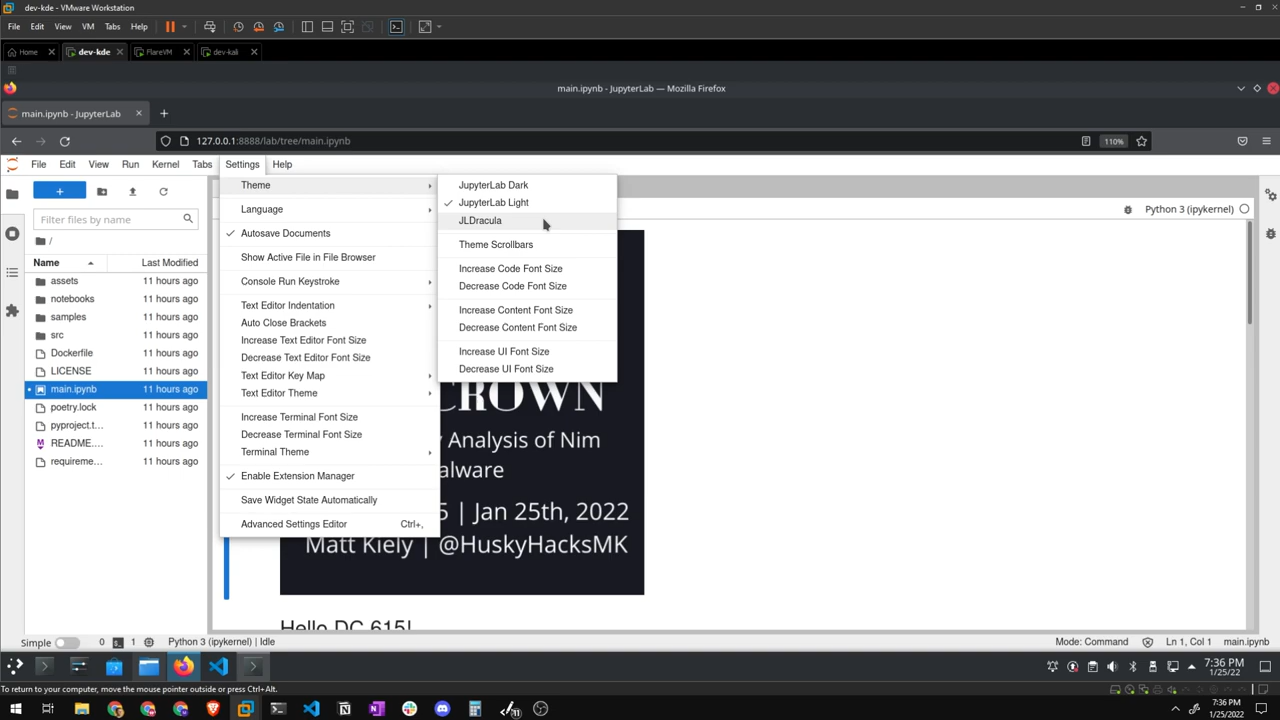 dev-kde - VMware Workstation
File Edit View VM Tabs Help
Home dev-kde FlareVM dev-kali
main.ipynb - JupyterLab — Mozilla Firefox
main.ipynb - JupyterLab
127.0.0.1:8888/lab/tree/main.ipynb 110%
File Edit View Run Kernel Tabs Settings Help
Filter files by name
/
Name Last Modified
assets 11 hours ago
notebooks 11 hours ago
samples 11 hours ago
src 11 hours ago
Dockerfile 11 hours ago
LICENSE 11 hours ago
main.ipynb 11 hours ago
poetry.lock 11 hours ago
pyproject.t... 11 hours ago
README.... 11 hours ago
requireme... 11 hours ago
Theme
Language
Autosave Documents
Show Active File in File Browser
Console Run Keystroke
Text Editor Indentation
Auto Close Brackets
Increase Text Editor Font Size
Decrease Text Editor Font Size
Text Editor Key Map
Text Editor Theme
Increase Terminal Font Size
Decrease Terminal Font Size
Terminal Theme
Enable Extension Manager
Save Widget State Automatically
Advanced Settings Editor Ctrl+,
JupyterLab Dark
JupyterLab Light
JLDracula
Theme Scrollbars
Increase Code Font Size
Decrease Code Font Size
Increase Content Font Size
Decrease Content Font Size
Increase UI Font Size
Decrease UI Font Size
Python 3 (ipykernel)
CROWN
y Analysis of Nim
alware
5 | Jan 25th, 2022
Matt Kiely | @HuskyHacksMK
Hello DC 615!
Simple 0 1 Python 3 (ipykernel) | Idle Mode: Command Ln 1, Col 1 main.ipynb
7:36 PM
1/25/22
To return to your computer, move the mouse pointer outside or press Ctrl+Alt.
7:36 PM
1/25/2022